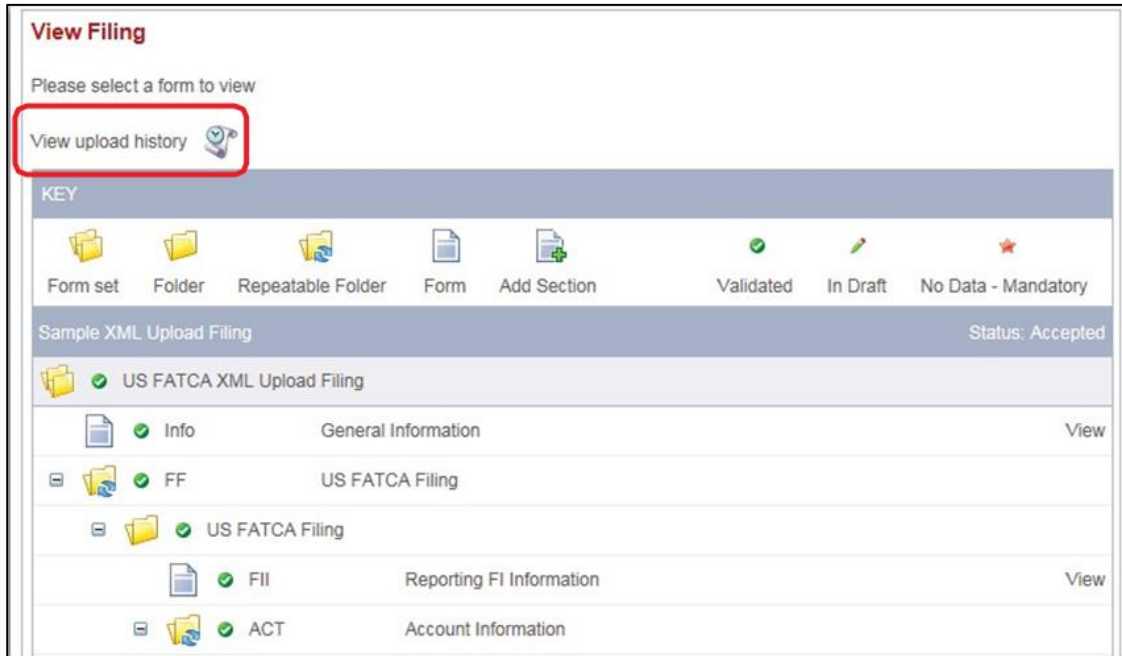 View Filing
Please select a form to view
View upload history
KEY
Form set Folder Repeatable Folder Form Add Section Validated In Draft No Data - Mandatory
Sample XML Upload Filing Status: Accepted
US FATCA XML Upload Filing
Info General Information View
FF US FATCA Filing
US FATCA Filing
FII Reporting FI Information View
ACT Account Information